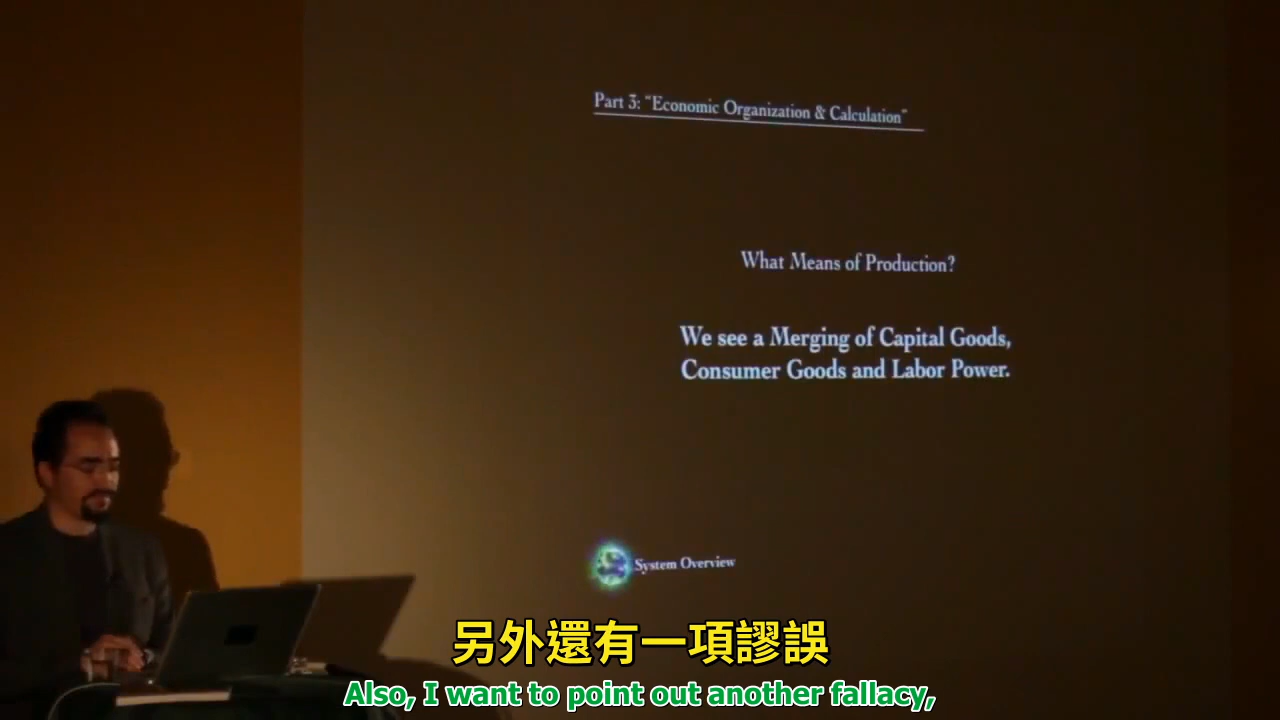 Part 3: "Economic Organization & Calculation"
What Means of Production?
We see a Merging of Capital Goods,
Consumer Goods and Labor Power.
System Overview
另外還有一項謬誤
Also, I want to point out another fallacy,